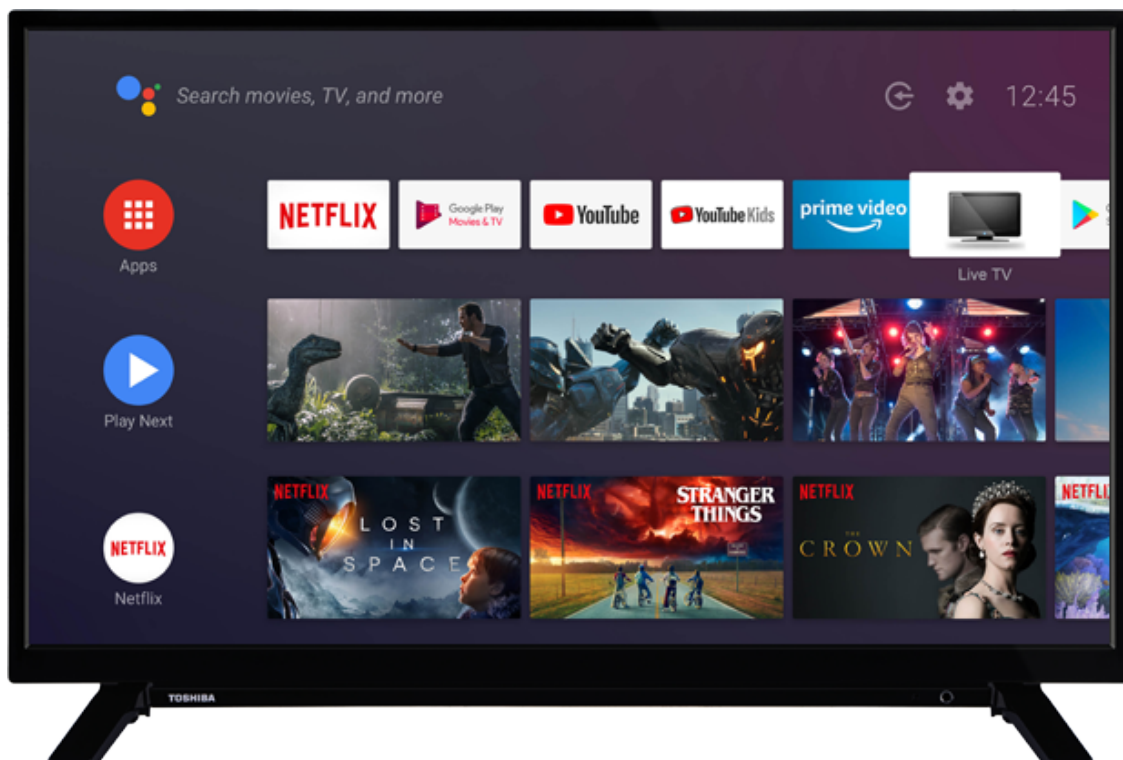 Search movies, TV, and more
12:45
Apps
NETFLIX
Google Play
Movies & TV
YouTube
YouTube Kids
prime video
Live TV
Play Next
NETFLIX
Netflix
NETFLIX
LOST
IN
SPACE
NETFLIX
STRANGER
THINGS
NETFLIX
THE
CROWN
TOSHIBA